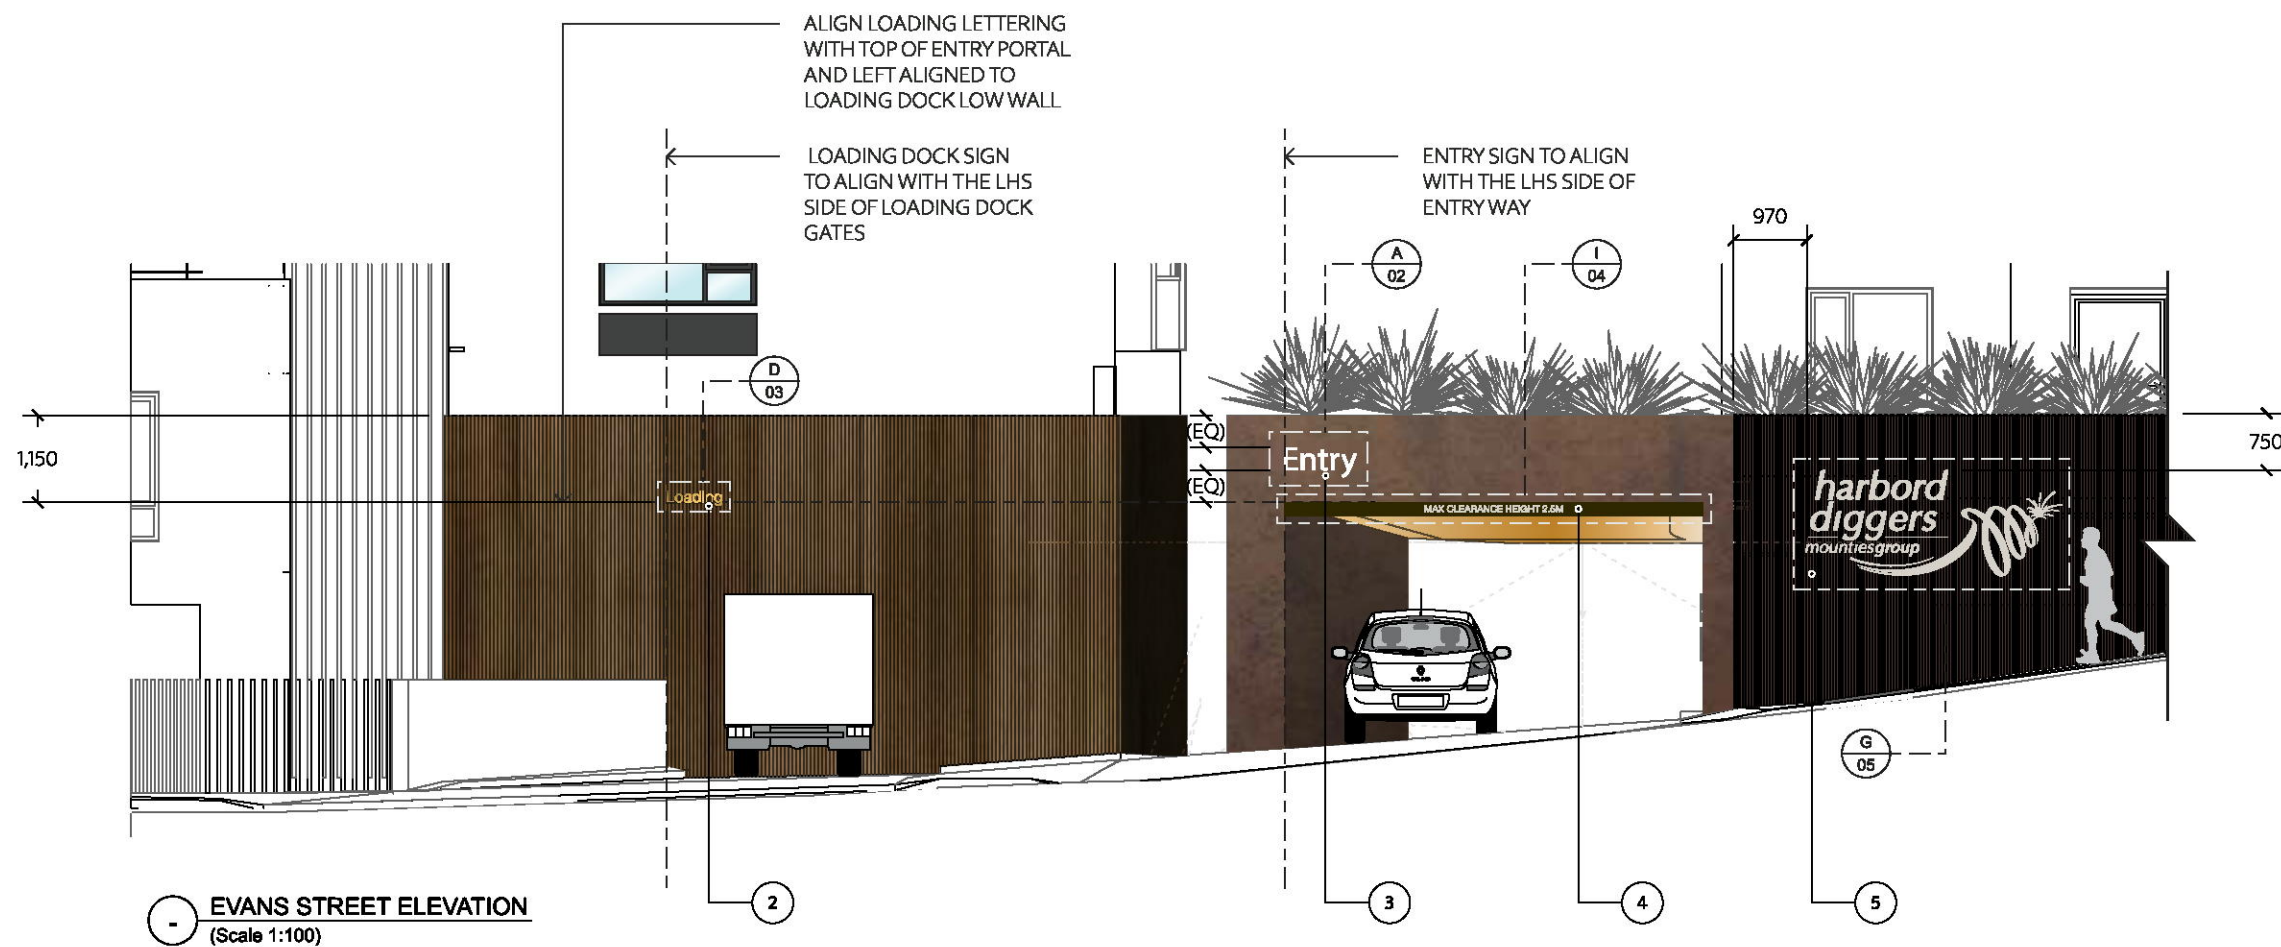 ALIGN LOADING LETTERING
WITH TOP OF ENTRY PORTAL
AND LEFT ALIGNED TO
LOADING DOCK LOW WALL
LOADING DOCK SIGN
TO ALIGN WITH THE LHS
SIDE OF LOADING DOCK
GATES
ENTRY SIGN TO ALIGN
WITH THE LHS SIDE OF
ENTRY WAY
970
A
02
I
04
D
03
1,150
(EQ)
(EQ)
750
Loading
Entry
MAX CLEARANCE HEIGHT 2.5M
harbord
diggers
mountiesgroup
G
05
2
3
4
5
-
EVANS STREET ELEVATION
(Scale 1:100)